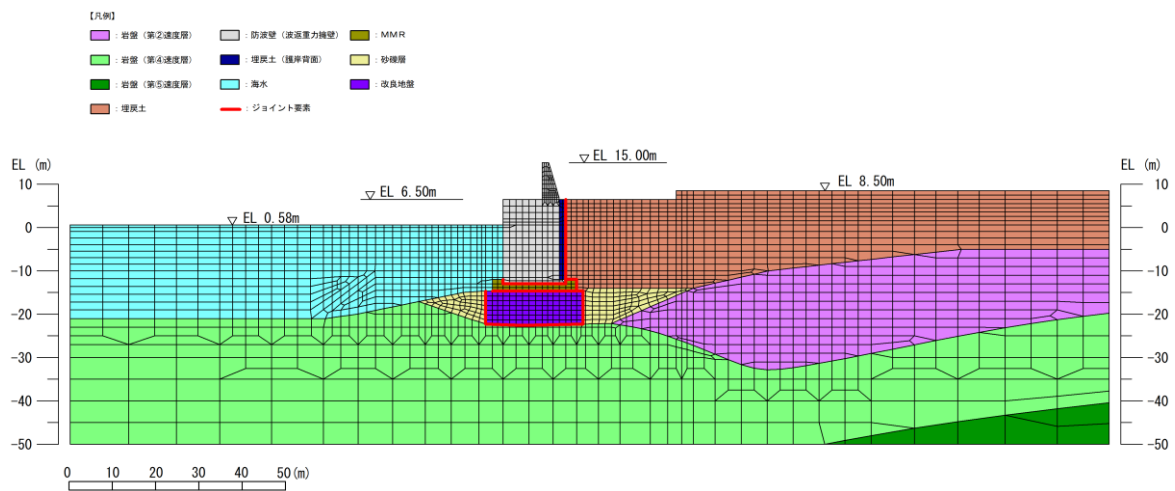 【凡例】
：岩盤（第②速度層） ：防波壁（波返重力擁壁） ：MMR
：岩盤（第④速度層） ：埋戻土（護岸背面） ：砂礫層
：岩盤（第⑤速度層） ：海水 ：改良地盤
：埋戻土 ：ジョイント要素
EL (m) EL (m)
▽ EL 15.00m
▽ EL 6.50m ▽ EL 8.50m
▽ EL 0.58m
10 10
0 0
-10 -10
-20 -20
-30 -30
-40 -40
-50 -50
0 10 20 30 40 50(m)